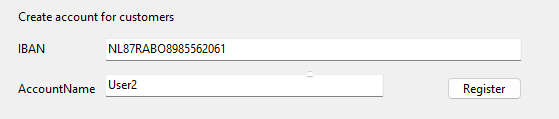 Create account for customers
IBAN NL87RABO8985562061
AccountName User2 Register